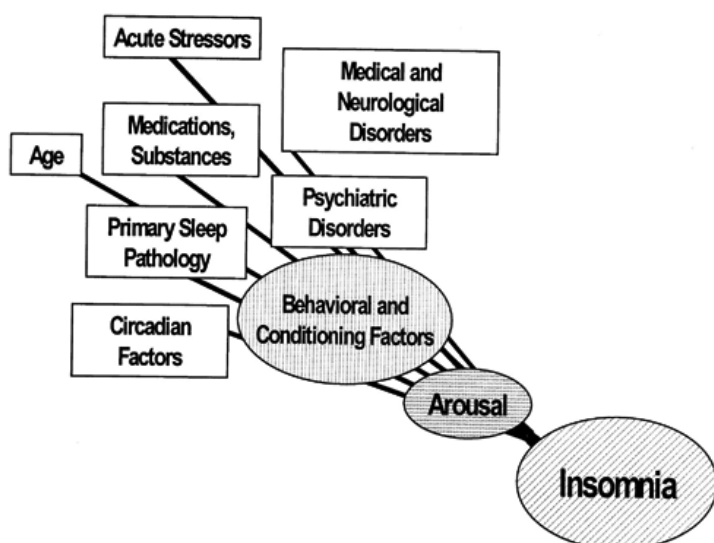 Acute Stressors
Medical and
Neurological
Disorders
Medications,
Substances
Age
Psychiatric
Disorders
Primary Sleep
Pathology
Behavioral and
Conditioning Factors
Circadian
Factors
Arousal
Insomnia